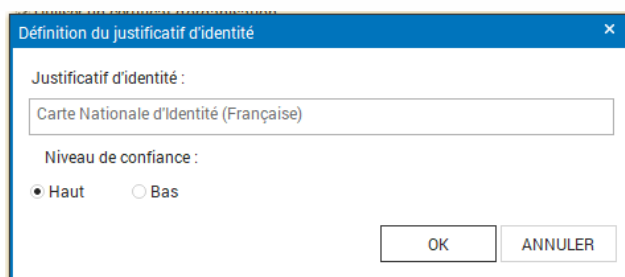 Définition du justificatif d'identité
Justificatif d'identité :
Carte Nationale d'Identité (Française)
Niveau de confiance :
Haut Bas
OK ANNULER